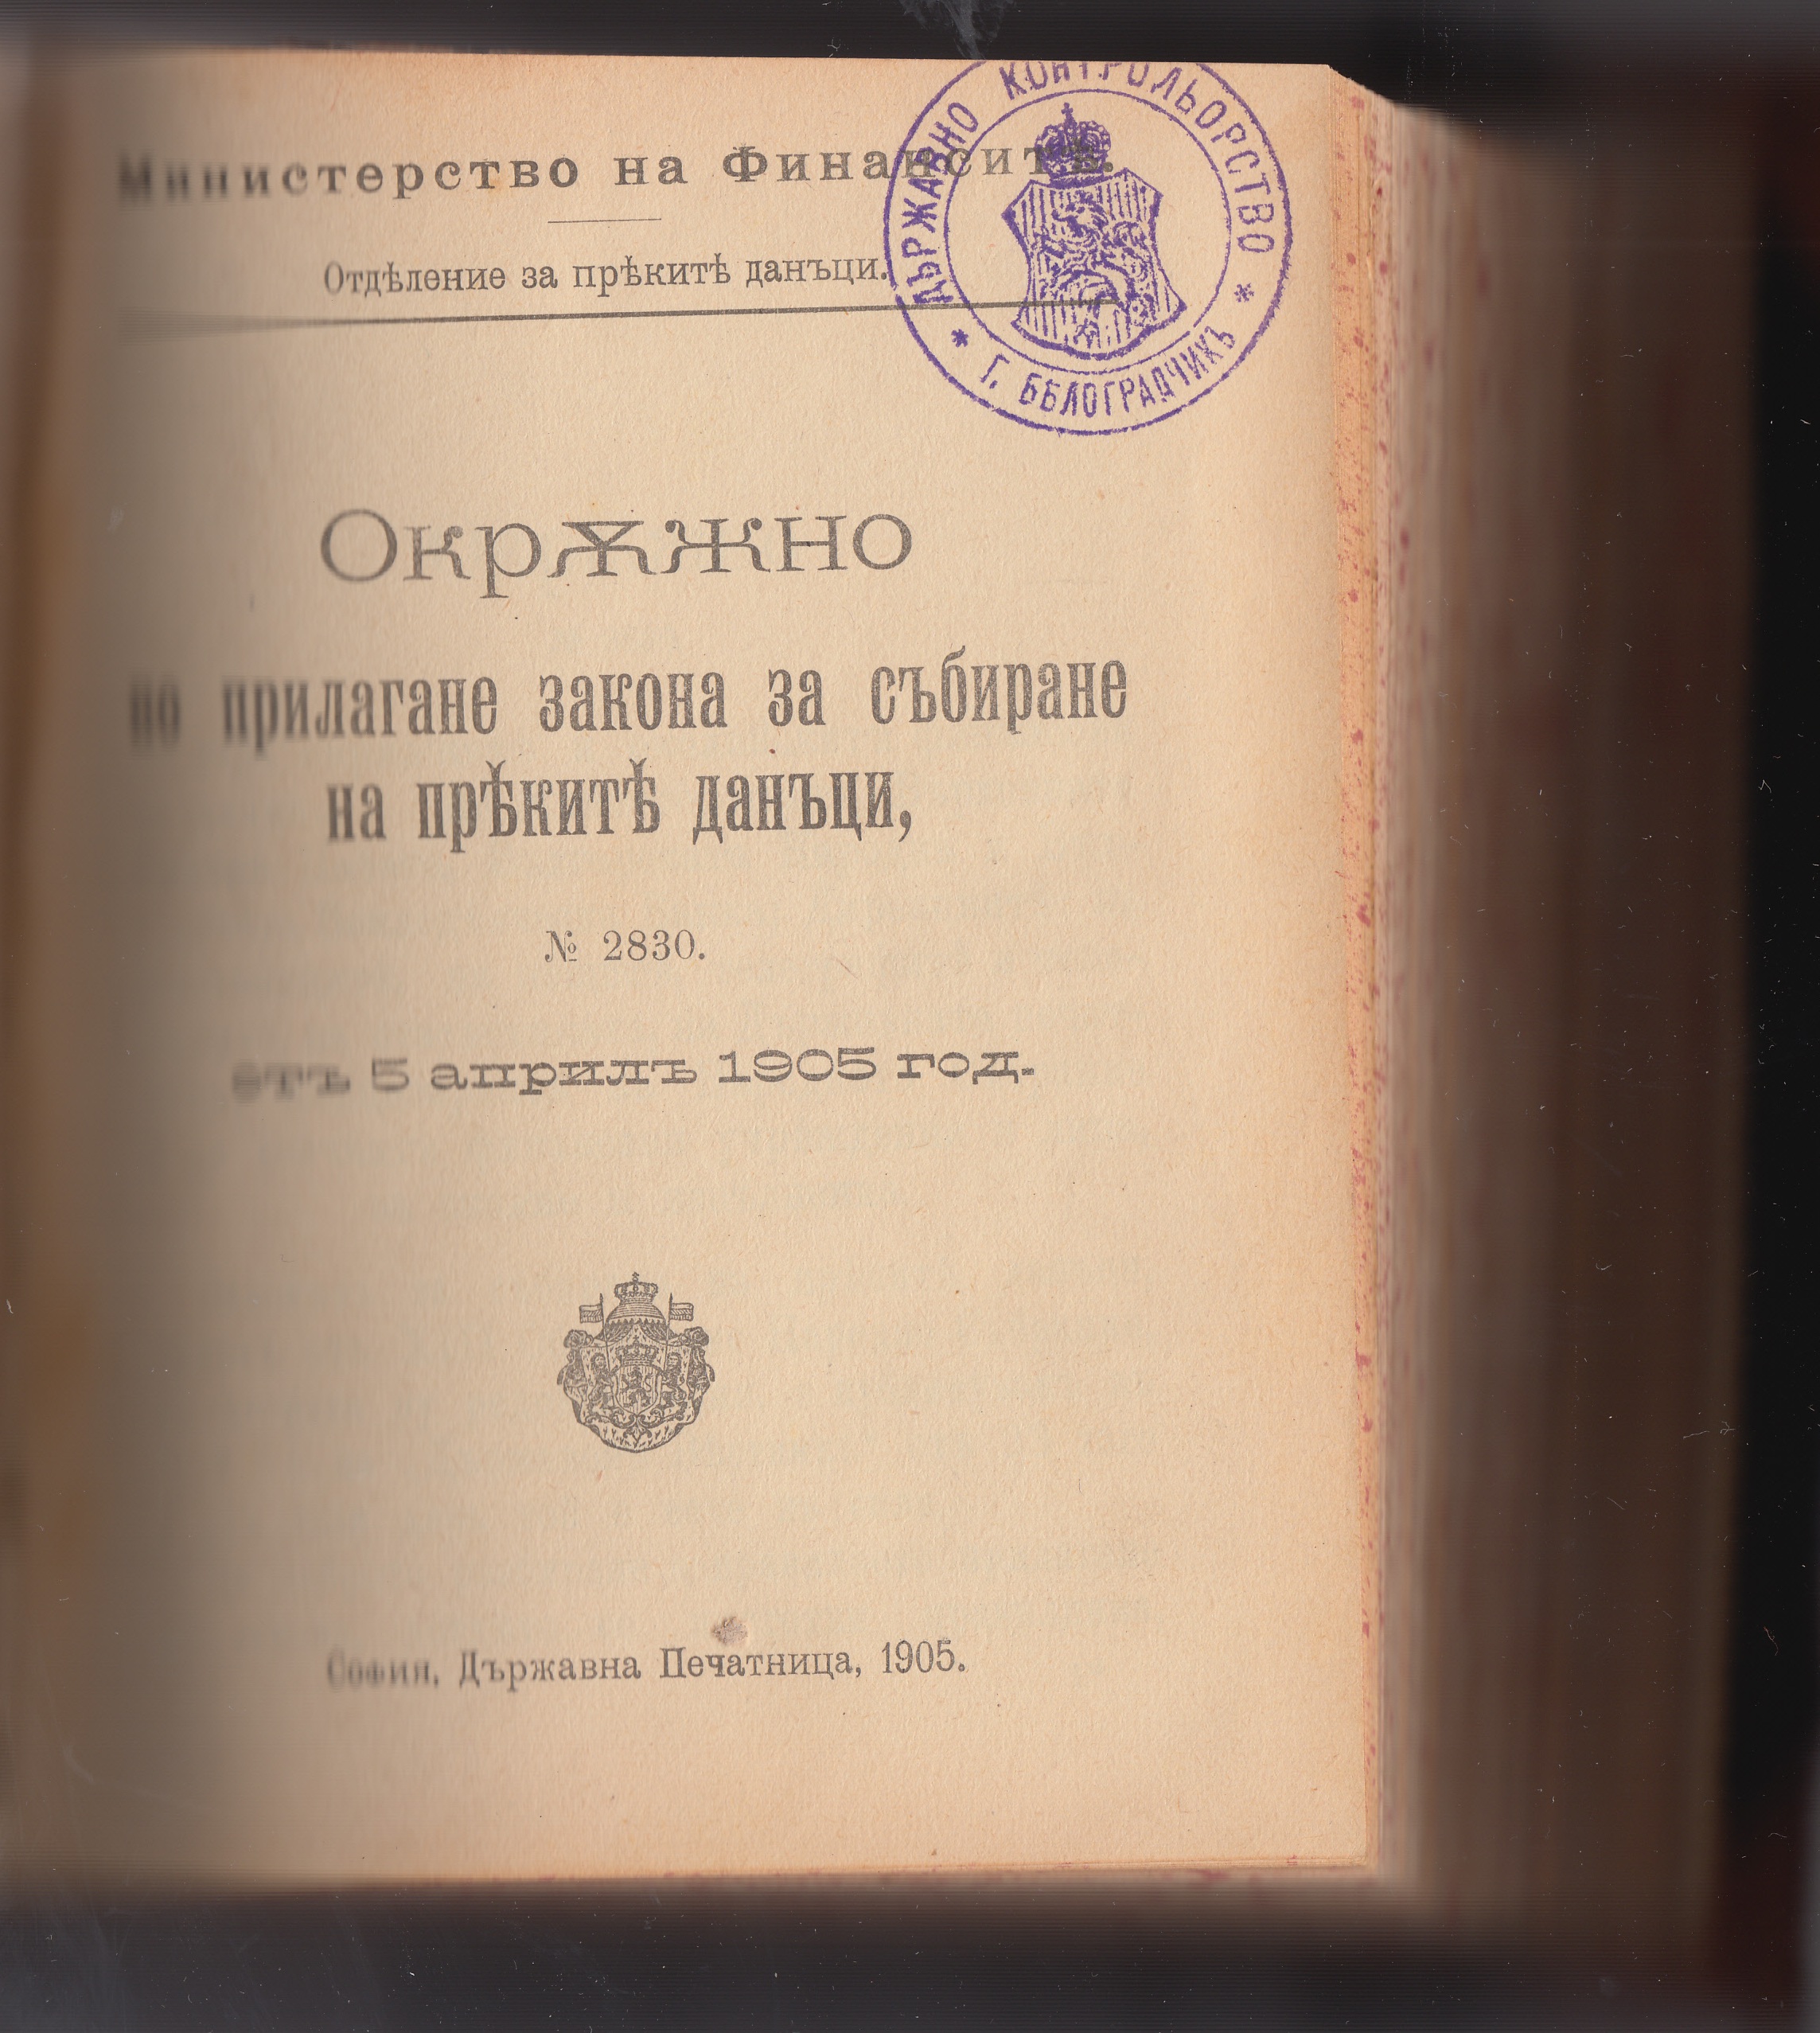 Министерство на Финанситѣ.
Отдѣление за прѣкитѣ данъци.
ДЪРЖАВНО КОНТРОЛЬОРСТВО
* Г. БѢЛОГРАДЧИКЪ *
Окрѫжно
по прилагане закона за събиране
на прѣкитѣ данъци,
№ 2830.
отъ 5 априлъ 1905 год.
София, Държавна Печатница, 1905.